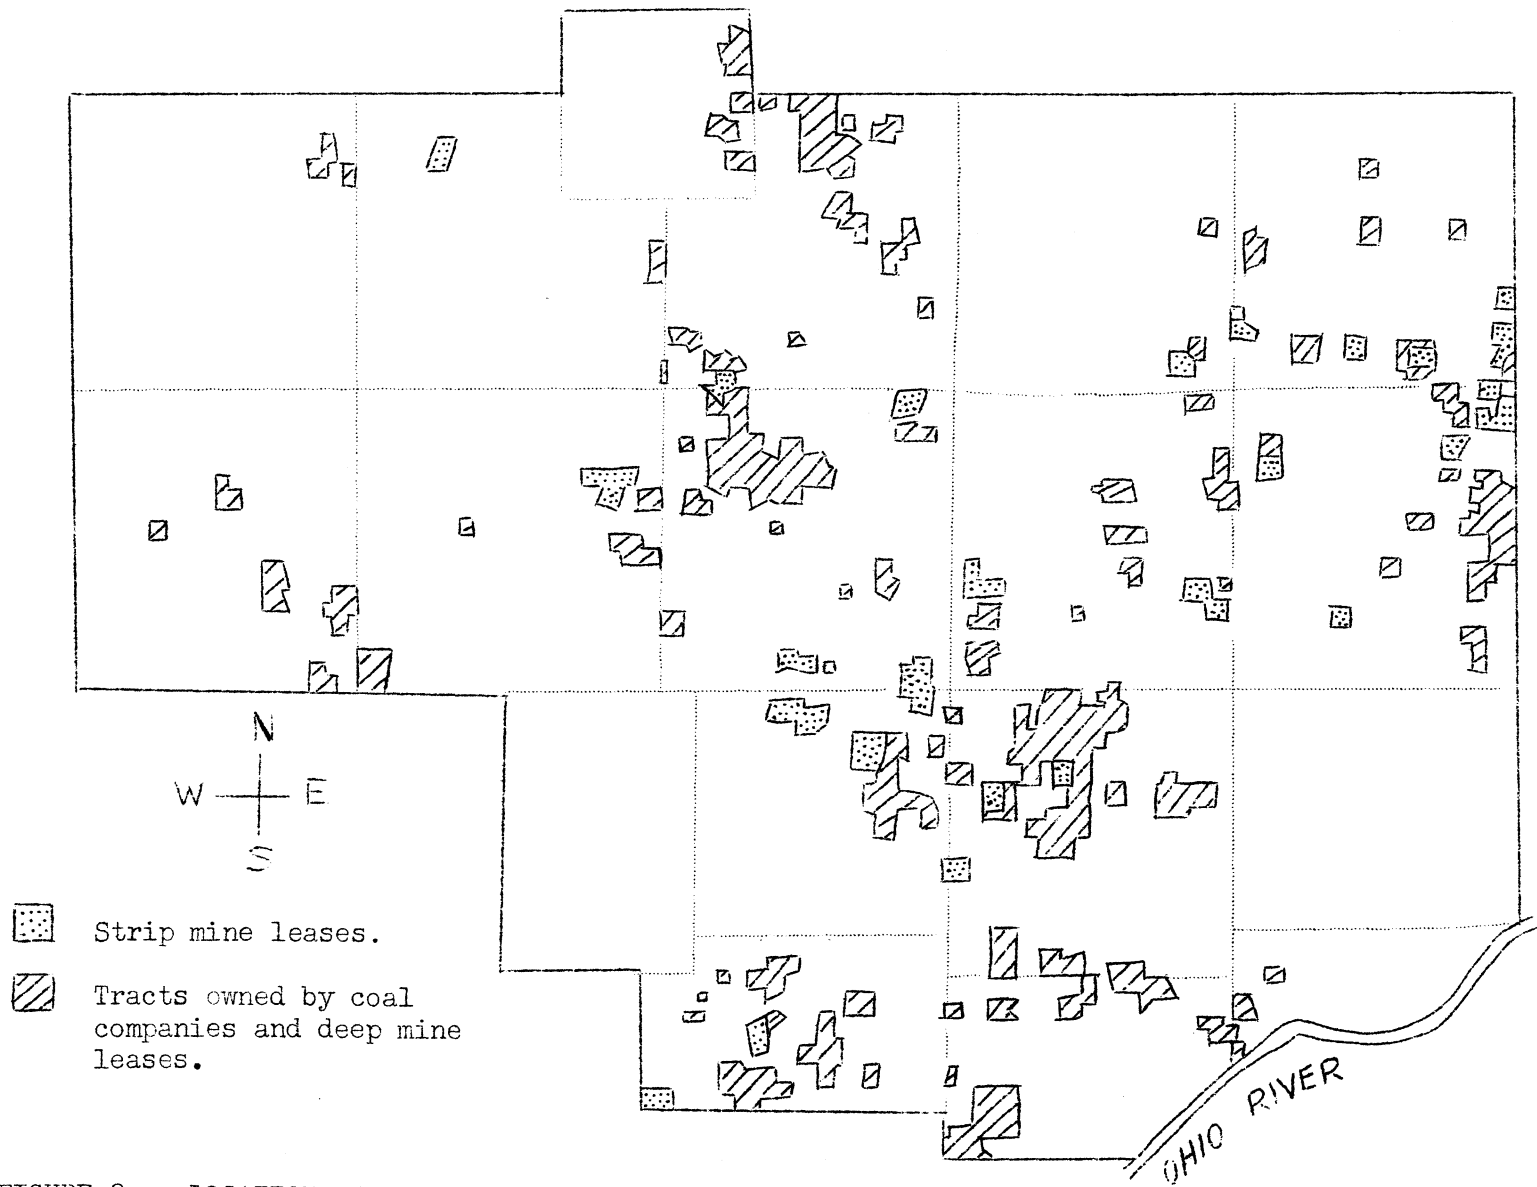 N
W E
S
Strip mine leases.
Tracts owned by coal
companies and deep mine
leases.
OHIO RIVER